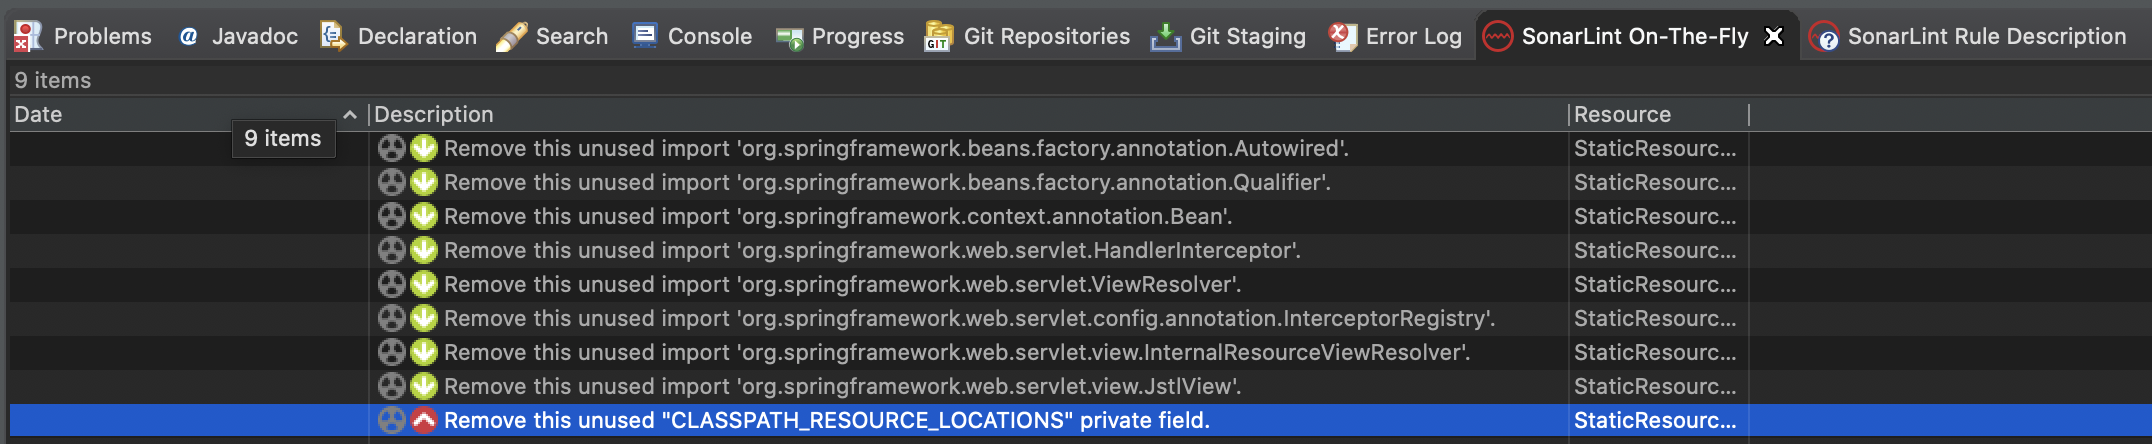 Problems @ Javadoc Declaration Search Console Progress GIT Git Repositories Git Staging Error Log SonarLint On-The-Fly SonarLint Rule Description
9 items
Date Description Resource
9 items
Remove this unused import 'org.springframework.beans.factory.annotation.Autowired'. StaticResourc...
Remove this unused import 'org.springframework.beans.factory.annotation.Qualifier'. StaticResourc...
Remove this unused import 'org.springframework.context.annotation.Bean'. StaticResourc...
Remove this unused import 'org.springframework.web.servlet.HandlerInterceptor'. StaticResourc...
Remove this unused import 'org.springframework.web.servlet.ViewResolver'. StaticResourc...
Remove this unused import 'org.springframework.web.servlet.config.annotation.InterceptorRegistry'. StaticResourc...
Remove this unused import 'org.springframework.web.servlet.view.InternalResourceViewResolver'. StaticResourc...
Remove this unused import 'org.springframework.web.servlet.view.JstlView'. StaticResourc...
Remove this unused "CLASSPATH_RESOURCE_LOCATIONS" private field. StaticResourc...